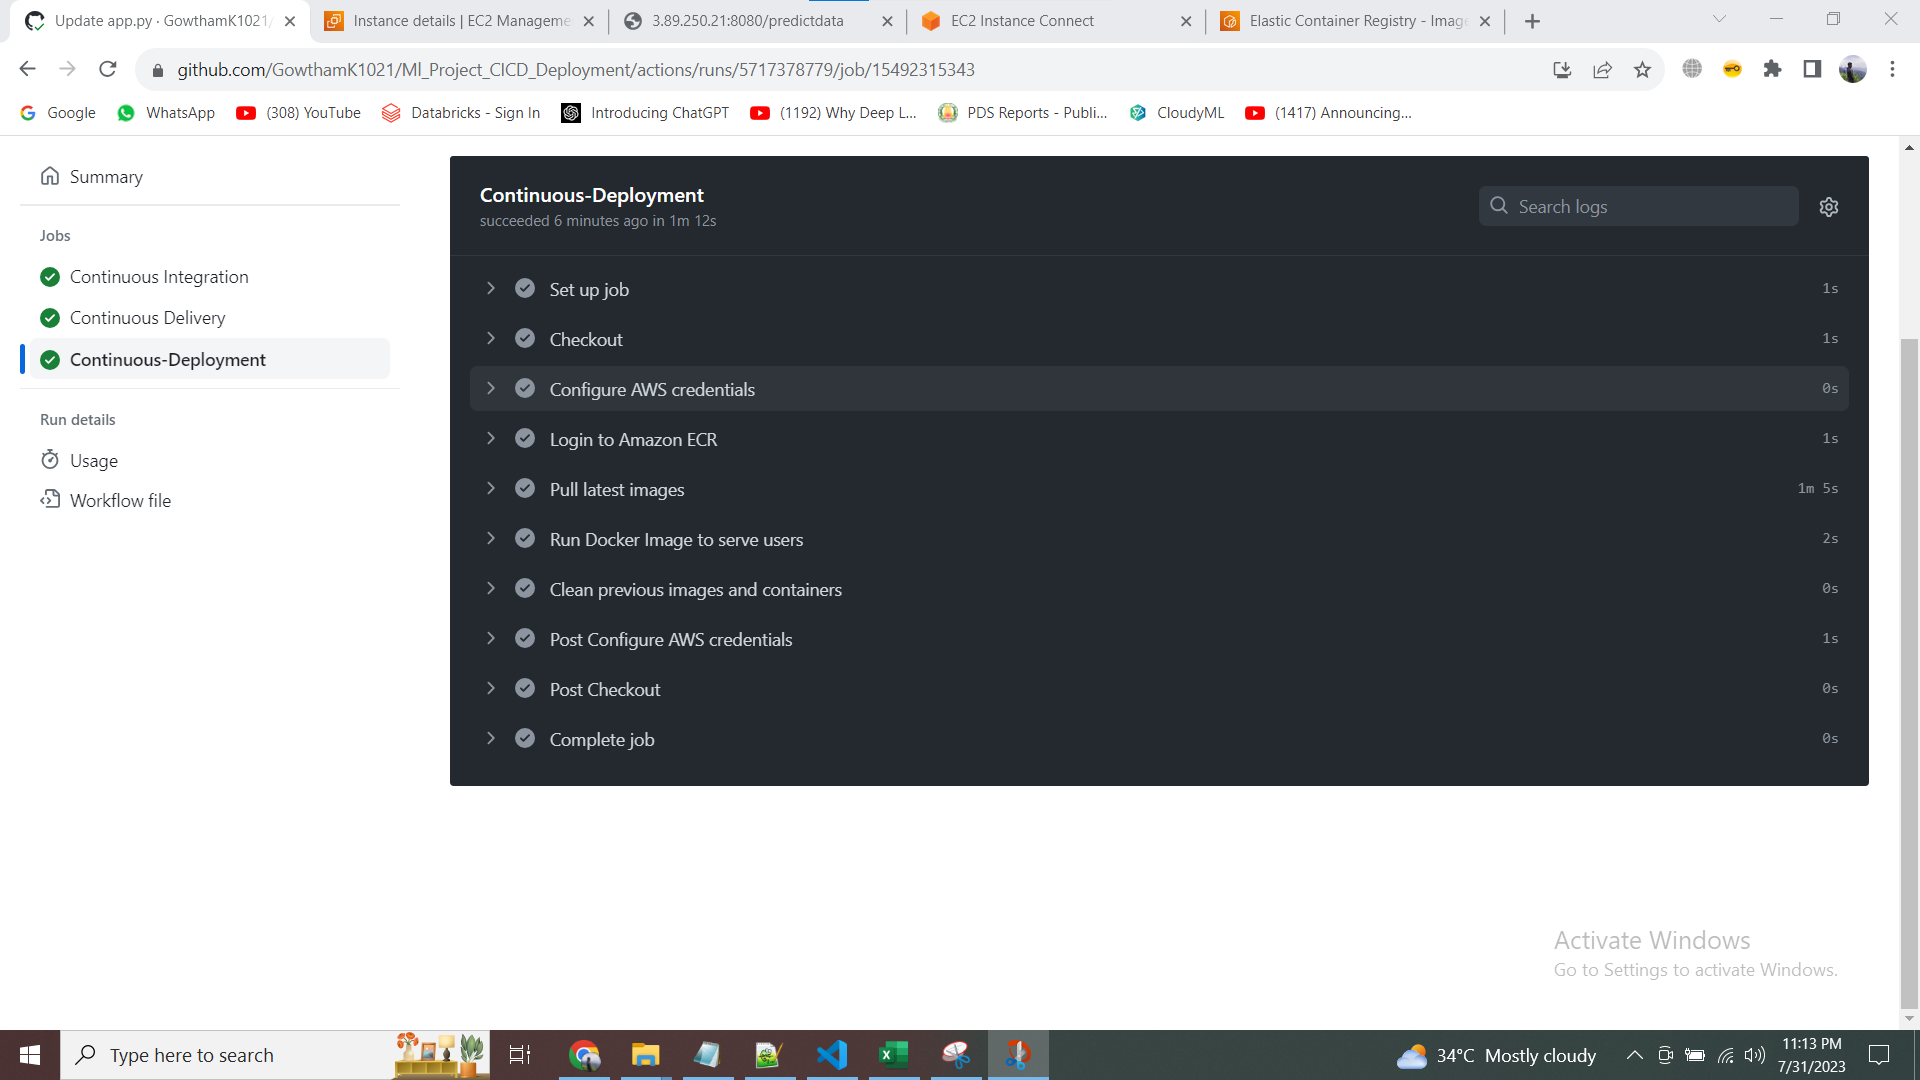 Update app.py · GowthamK1021/
Instance details | EC2 Manageme
3.89.250.21:8080/predictdata
EC2 Instance Connect
Elastic Container Registry - Image
github.com/GowthamK1021/Ml_Project_CICD_Deployment/actions/runs/5717378779/job/15492315343
Google
WhatsApp
(308) YouTube
Databricks - Sign In
Introducing ChatGPT
(1192) Why Deep L...
PDS Reports - Publi...
CloudyML
(1417) Announcing...
Summary
Jobs
Continuous Integration
Continuous Delivery
Continuous-Deployment
Run details
Usage
Workflow file
Continuous-Deployment
succeeded 6 minutes ago in 1m 12s
Search logs
Set up job 1s
Checkout 1s
Configure AWS credentials 0s
Login to Amazon ECR 1s
Pull latest images 1m 5s
Run Docker Image to serve users 2s
Clean previous images and containers 0s
Post Configure AWS credentials 1s
Post Checkout 0s
Complete job 0s
Activate Windows
Go to Settings to activate Windows.
Type here to search
34°C Mostly cloudy
11:13 PM
7/31/2023